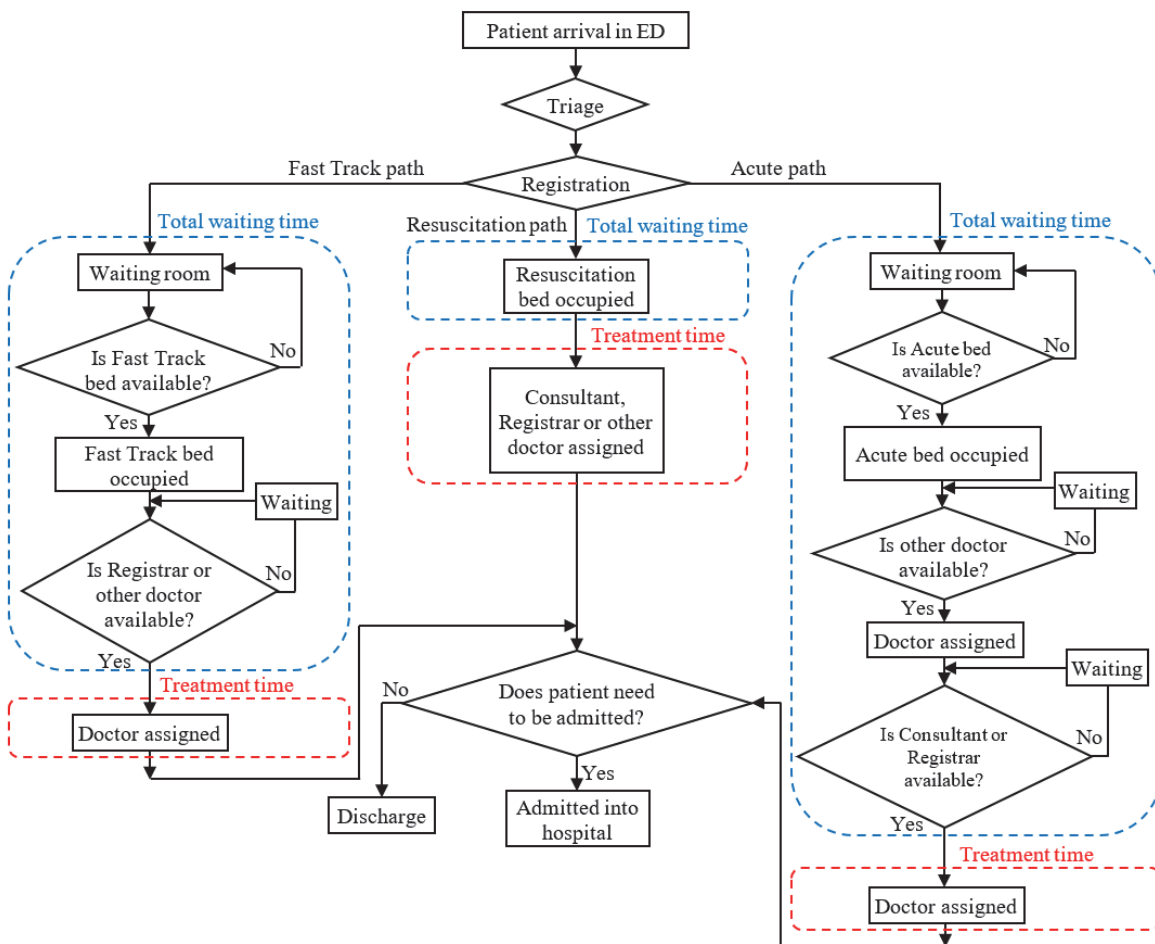 Patient arrival in ED
Triage
Registration
Fast Track path
Acute path
Resuscitation path
Total waiting time
Waiting room
Is Fast Track
bed available?
No
Yes
Fast Track bed
occupied
Waiting
Is Registrar or
other doctor
available?
No
Yes
Treatment time
Doctor assigned
Total waiting time
Resuscitation
bed occupied
Treatment time
Consultant,
Registrar or other
doctor assigned
Does patient need
to be admitted?
No
Yes
Discharge
Admitted into
hospital
Total waiting time
Waiting room
Is Acute bed
available?
No
Yes
Acute bed occupied
Waiting
Is other doctor
available?
No
Yes
Doctor assigned
Waiting
Is Consultant or
Registrar
available?
No
Yes
Treatment time
Doctor assigned